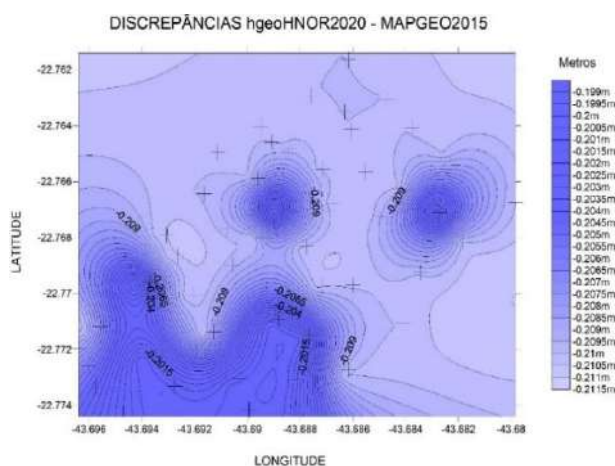 DISCREPÂNCIAS hgeoHNOR2020 - MAPGEO2015
Metros
-22.762
-22.764
-22.766
-22.768
-22.77
-22.772
-22.774
LATITUDE
-0.209
-0.209
-0.209
-0.2065
-0.204
-0.209
-0.2065
-0.204
-0.2015
-0.2015
-0.209
-43.696
-43.694
-43.692
-43.69
-43.688
-43.686
-43.684
-43.682
-43.68
LONGITUDE
-0.199m
-0.1995m
-0.2m
-0.2005m
-0.201m
-0.2015m
-0.202m
-0.2025m
-0.203m
-0.2035m
-0.204m
-0.2045m
-0.205m
-0.2055m
-0.206m
-0.2065m
-0.207m
-0.2075m
-0.208m
-0.2085m
-0.209m
-0.2095m
-0.21m
-0.2105m
-0.211m
-0.2115m